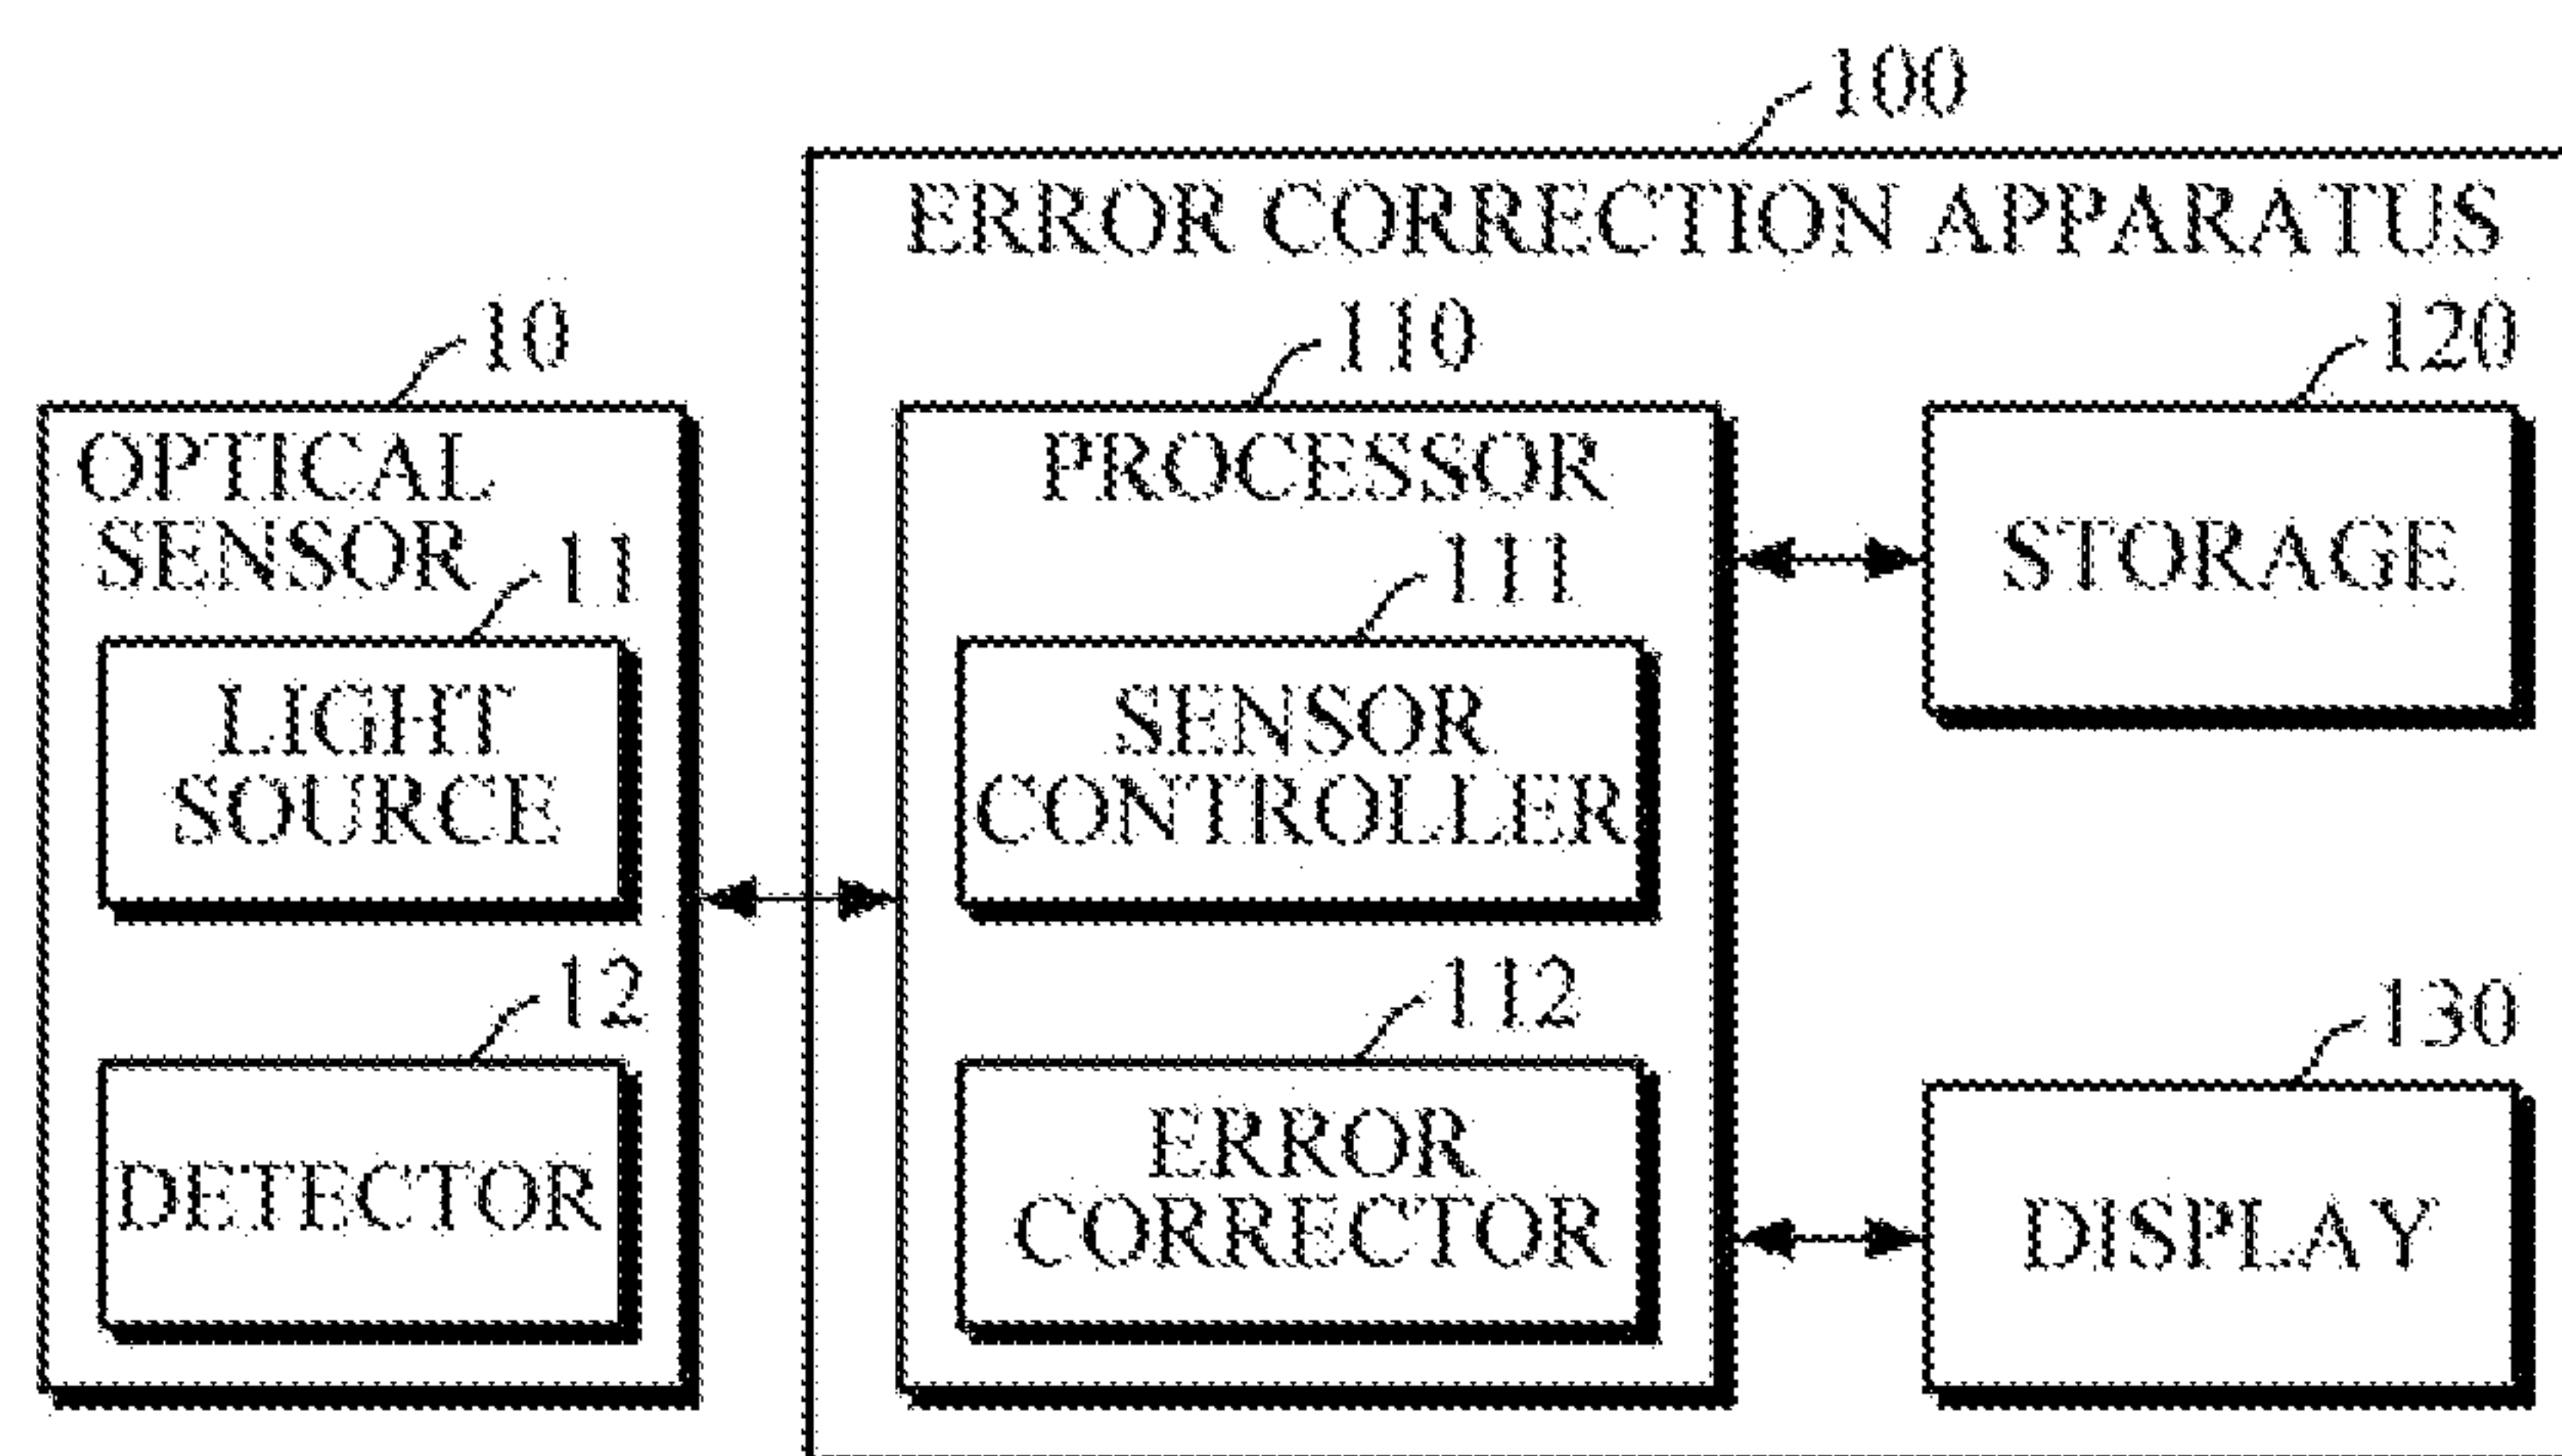 100
ERROR CORRECTION APPARATUS
10
110
120
OPTICAL
SENSOR
PROCESSOR
STORAGE
11
111
LIGHT
SOURCE
SENSOR
CONTROLLER
12
112
130
DETECTOR
ERROR
CORRECTOR
DISPLAY